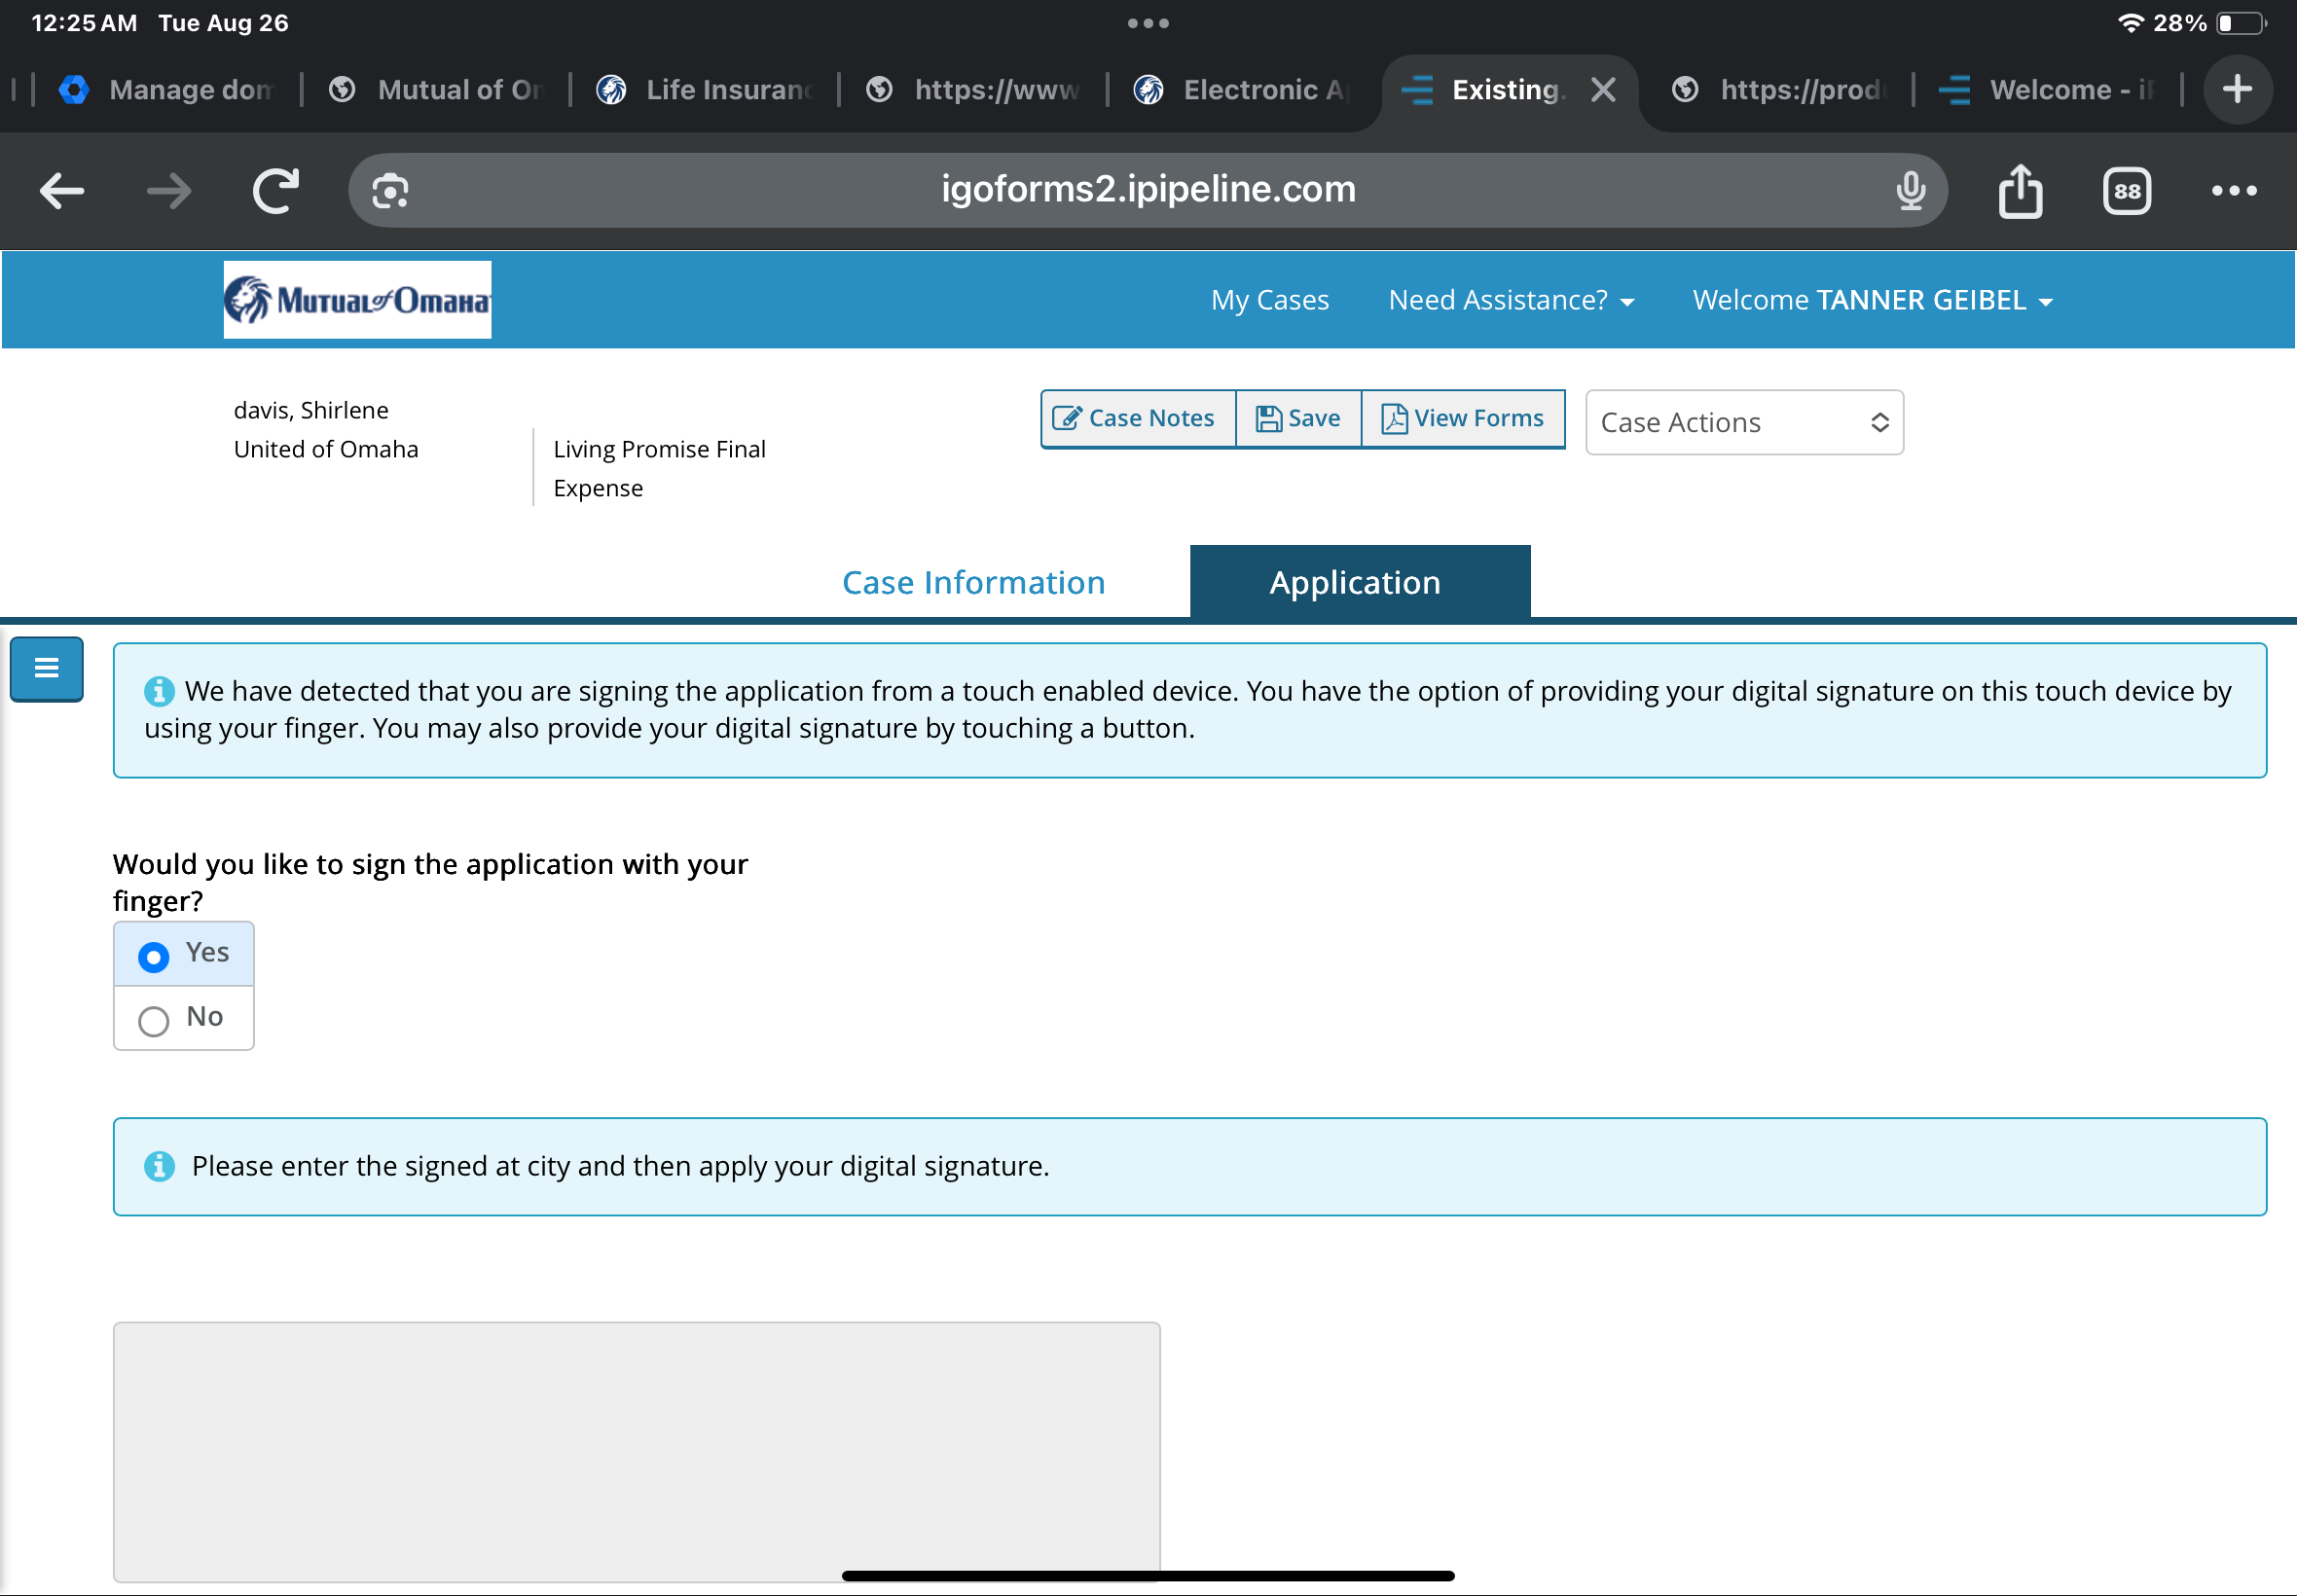 12:25 AM Tue Aug 26
28%
Manage dom
Mutual of Om
Life Insuranc
https://www
Electronic Ap
Existing.
https://produ
Welcome - iP
igoforms2.ipipeline.com
88
Mutual of Omaha
My Cases
Need Assistance?
Welcome TANNER GEIBEL
davis, Shirlene
United of Omaha
Living Promise Final
Expense
Case Notes
Save
View Forms
Case Actions
Case Information
Application
We have detected that you are signing the application from a touch enabled device. You have the option of providing your digital signature on this touch device by
using your finger. You may also provide your digital signature by touching a button.
Would you like to sign the application with your
finger?
Yes
No
Please enter the signed at city and then apply your digital signature.